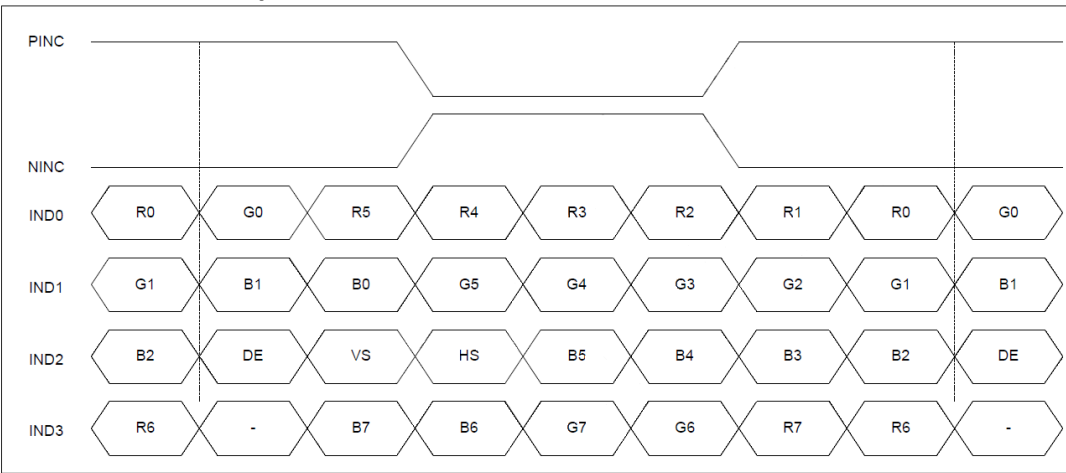 PINC
NINC
IND0 R0 G0 R5 R4 R3 R2 R1 R0 G0
IND1 G1 B1 B0 G5 G4 G3 G2 G1 B1
IND2 B2 DE VS HS B5 B4 B3 B2 DE
IND3 R6 - B7 B6 G7 G6 R7 R6 -